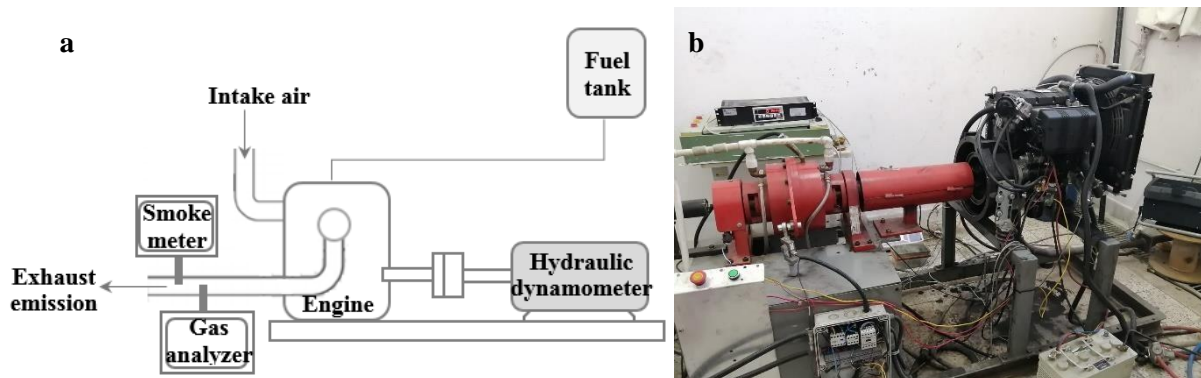 a
Fuel
tank
Intake air
Smoke
meter
Exhaust
emission
Engine
Hydraulic
dynamometer
Gas
analyzer
b